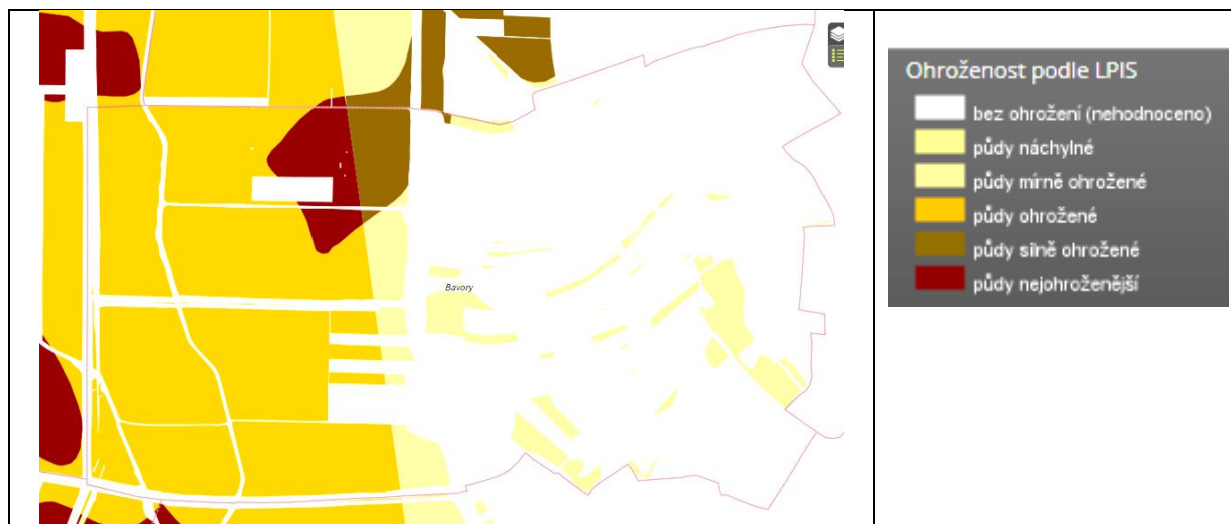 Bavory
Ohroženost podle LPIS
bez ohrožení (nehodnoceno)
půdy náchylné
půdy mírně ohrožené
půdy ohrožené
půdy silně ohrožené
půdy nejohroženější